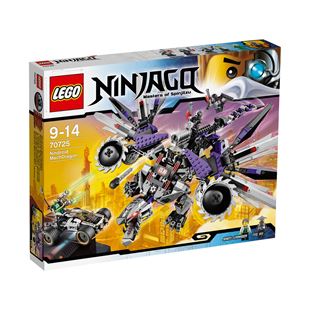 LEGO
NINJAGO
Masters of Spinjitzu
9-14
70725
Nindroid
MechDragon